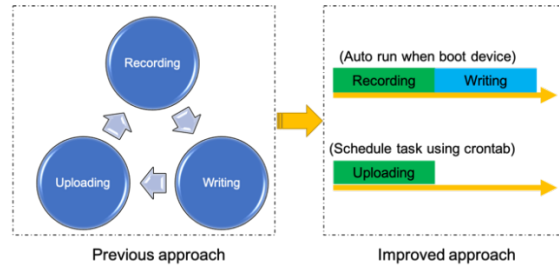 Recording
Uploading
Writing
Previous approach
(Auto run when boot device)
Recording Writing
(Schedule task using crontab)
Uploading
Improved approach